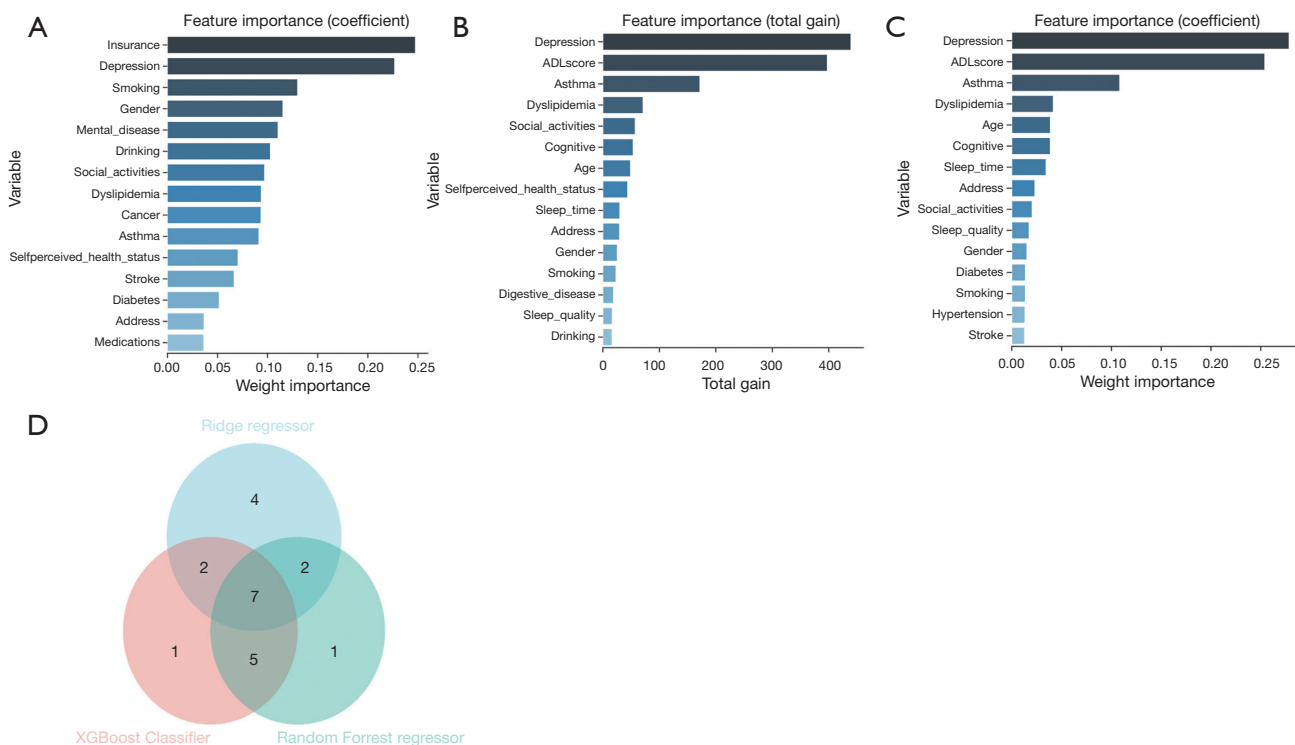 A
Feature importance (coefficient)
Variable
Insurance
Depression
Smoking
Gender
Mental_disease
Drinking
Social_activities
Dyslipidemia
Cancer
Asthma
Selfperceived_health_status
Stroke
Diabetes
Address
Medications
0.00 0.05 0.10 0.15 0.20 0.25
Weight importance
B
Feature importance (total gain)
Variable
Depression
ADLscore
Asthma
Dyslipidemia
Social_activities
Cognitive
Age
Selfperceived_health_status
Sleep_time
Address
Gender
Smoking
Digestive_disease
Sleep_quality
Drinking
0 100 200 300 400
Total gain
C
Feature importance (coefficient)
Variable
Depression
ADLscore
Asthma
Dyslipidemia
Age
Cognitive
Sleep_time
Address
Social_activities
Sleep_quality
Gender
Diabetes
Smoking
Hypertension
Stroke
0.00 0.05 0.10 0.15 0.20 0.25
Weight importance
D
Ridge regressor
4
2 2
7
1 5 1
XGBoost Classifier Random Forrest regressor